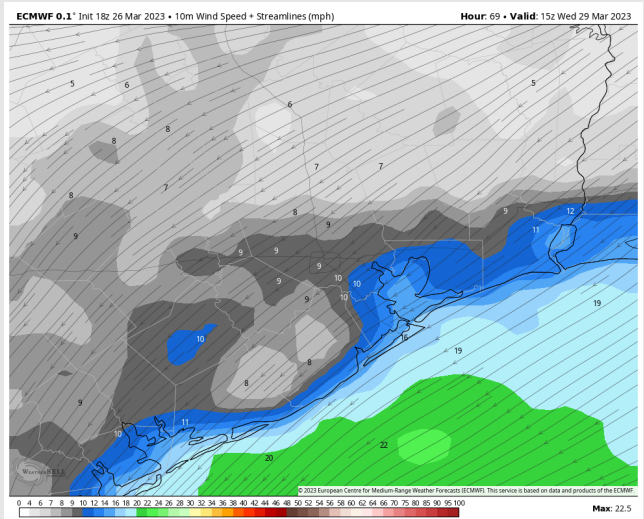 ECMWF 0.1° Init 18z 26 Mar 2023 • 10m Wind Speed + Streamlines (mph) Hour: 69 • Valid: 15z Wed 29 Mar 2023
5 6 5
6
8 8
7 7
8 7
8 9 12
9 9 11
9 9
9 10 10
9 10 19
9 16
10 19
8
8
9
11
10
22
20
WeatherBELL
© 2023 European Centre for Medium-Range Weather Forecasts (ECMWF). This service is based on data and products of the ECMWF.
0 4 6 7 8 9 10 12 14 16 18 20 22 24 26 28 30 32 34 36 38 40 42 44 46 48 50 52 54 56 58 60 62 64 66 70 75 80 85 90 95 100
Max: 22.5